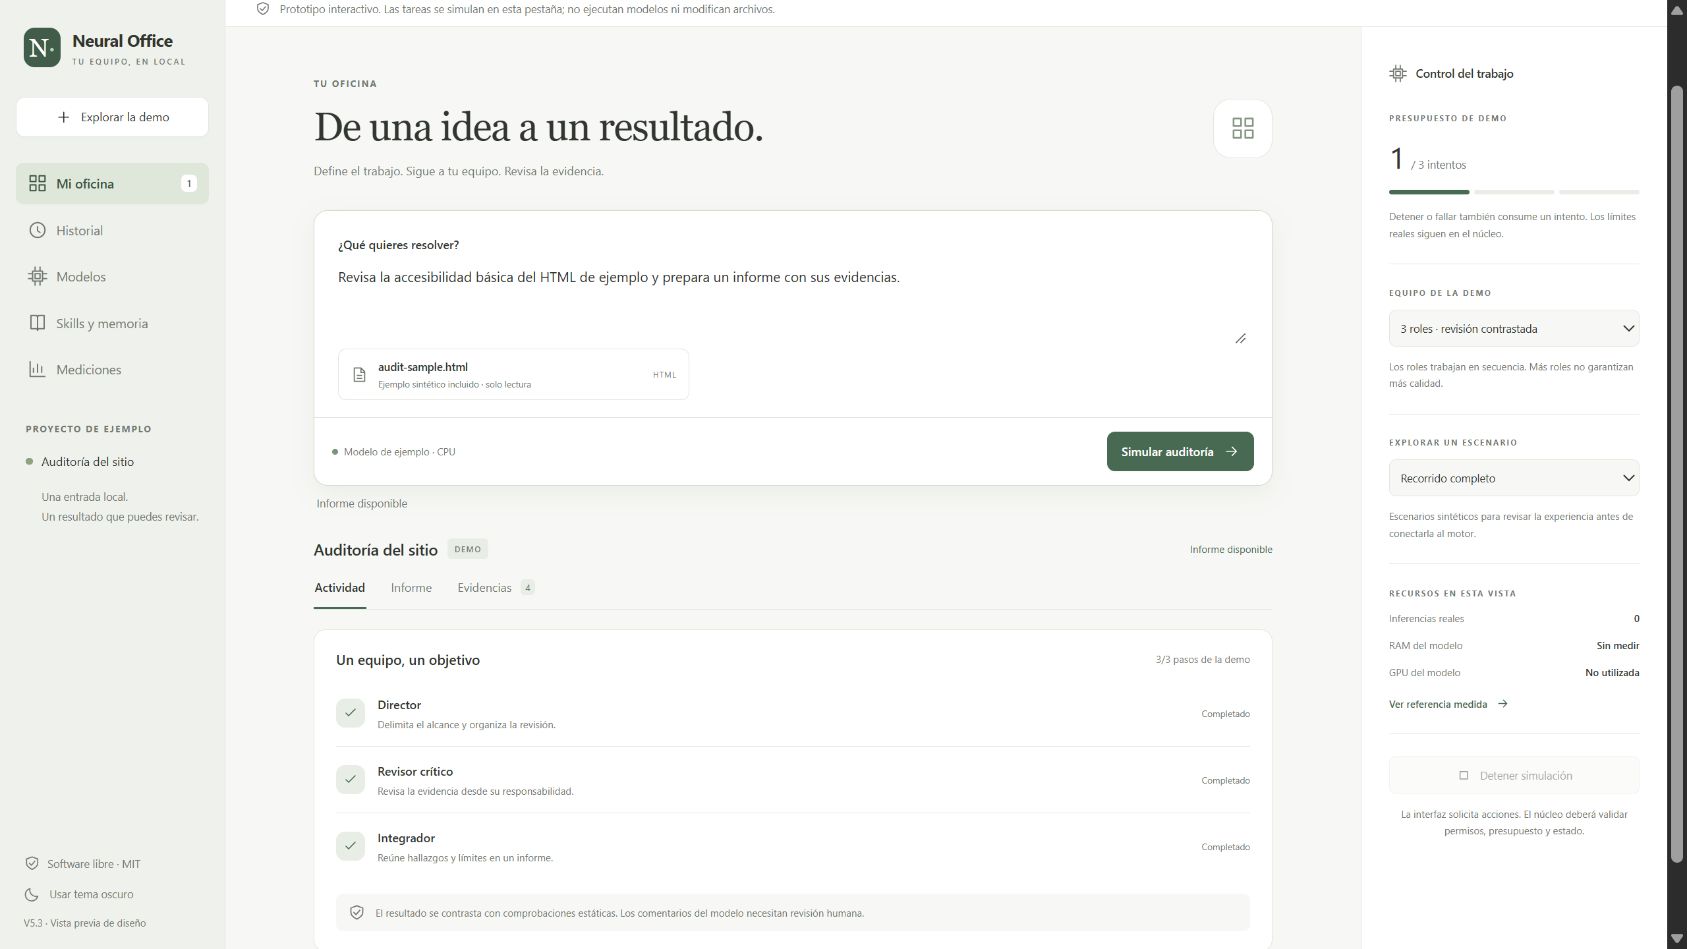 Prototipo interactivo. Las tareas se simulan en esta pestaña; no ejecutan modelos ni modifican archivos.
N
Neural Office
TU EQUIPO, EN LOCAL
Explorar la demo
Mi oficina
1
Historial
Modelos
Skills y memoria
Mediciones
PROYECTO DE EJEMPLO
Auditoría del sitio
Una entrada local.
Un resultado que puedes revisar.
Software libre · MIT
Usar tema oscuro
V5.3 · Vista previa de diseño
TU OFICINA
De una idea a un resultado.
Define el trabajo. Sigue a tu equipo. Revisa la evidencia.
¿Qué quieres resolver?
Revisa la accesibilidad básica del HTML de ejemplo y prepara un informe con sus evidencias.
audit-sample.html
Ejemplo sintético incluido · solo lectura
HTML
Modelo de ejemplo · CPU
Simular auditoría
Informe disponible
Auditoría del sitio
DEMO
Informe disponible
Actividad
Informe
Evidencias
4
Un equipo, un objetivo
3/3 pasos de la demo
Director
Delimita el alcance y organiza la revisión.
Completado
Revisor crítico
Revisa la evidencia desde su responsabilidad.
Completado
Integrador
Reúne hallazgos y límites en un informe.
Completado
El resultado se contrasta con comprobaciones estáticas. Los comentarios del modelo necesitan revisión humana.
Control del trabajo
PRESUPUESTO DE DEMO
1 / 3 intentos
Detener o fallar también consume un intento. Los límites
reales siguen en el núcleo.
EQUIPO DE LA DEMO
3 roles · revisión contrastada
Los roles trabajan en secuencia. Más roles no garantizan
más calidad.
EXPLORAR UN ESCENARIO
Recorrido completo
Escenarios sintéticos para revisar la experiencia antes de
conectarla al motor.
RECURSOS EN ESTA VISTA
Inferencias reales
0
RAM del modelo
Sin medir
GPU del modelo
No utilizada
Ver referencia medida
Detener simulación
La interfaz solicita acciones. El núcleo deberá validar
permisos, presupuesto y estado.